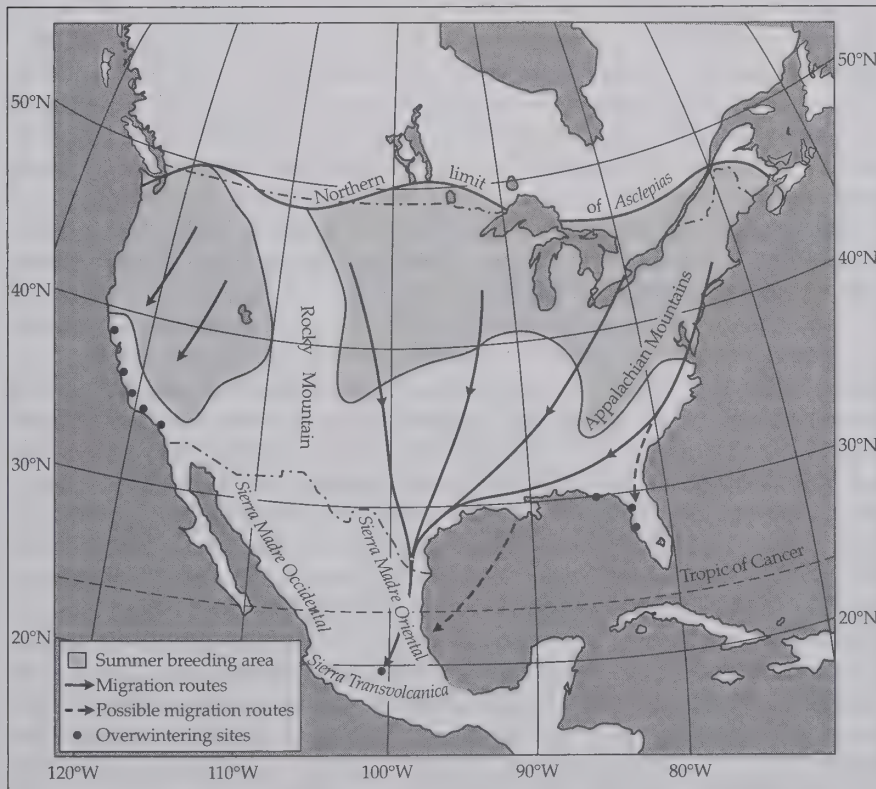 50°N
50°N
Northern limit of Asclepias
40°N
40°N
Rocky Mountain
Appalachian Mountains
30°N
30°N
Sierra Madre Occidental
Sierra Madre Oriental
Tropic of Cancer
20°N
20°N
Sierra Transvolcanica
Summer breeding area
Migration routes
Possible migration routes
Overwintering sites
120°W 110°W 100°W 90°W 80°W